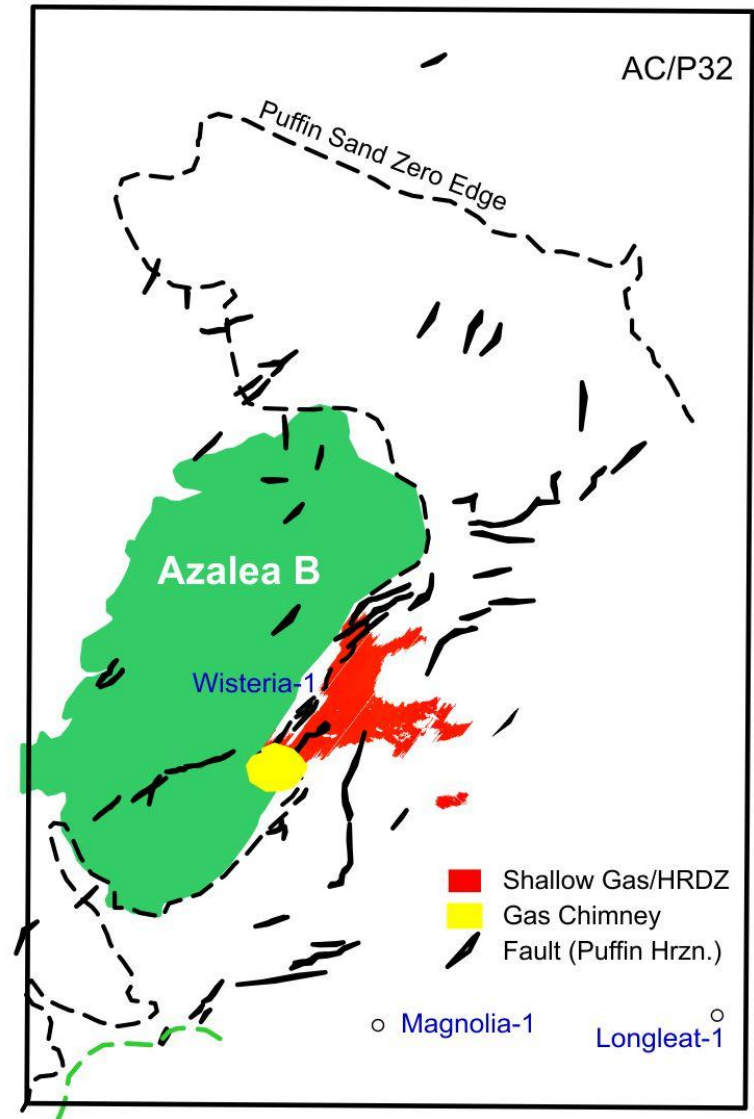 AC/P32
Puffin Sand Zero Edge
Azalea B
Wisteria-1
Shallow Gas/HRDZ
Gas Chimney
Fault (Puffin Hrzn.)
Magnolia-1
Longleat-1